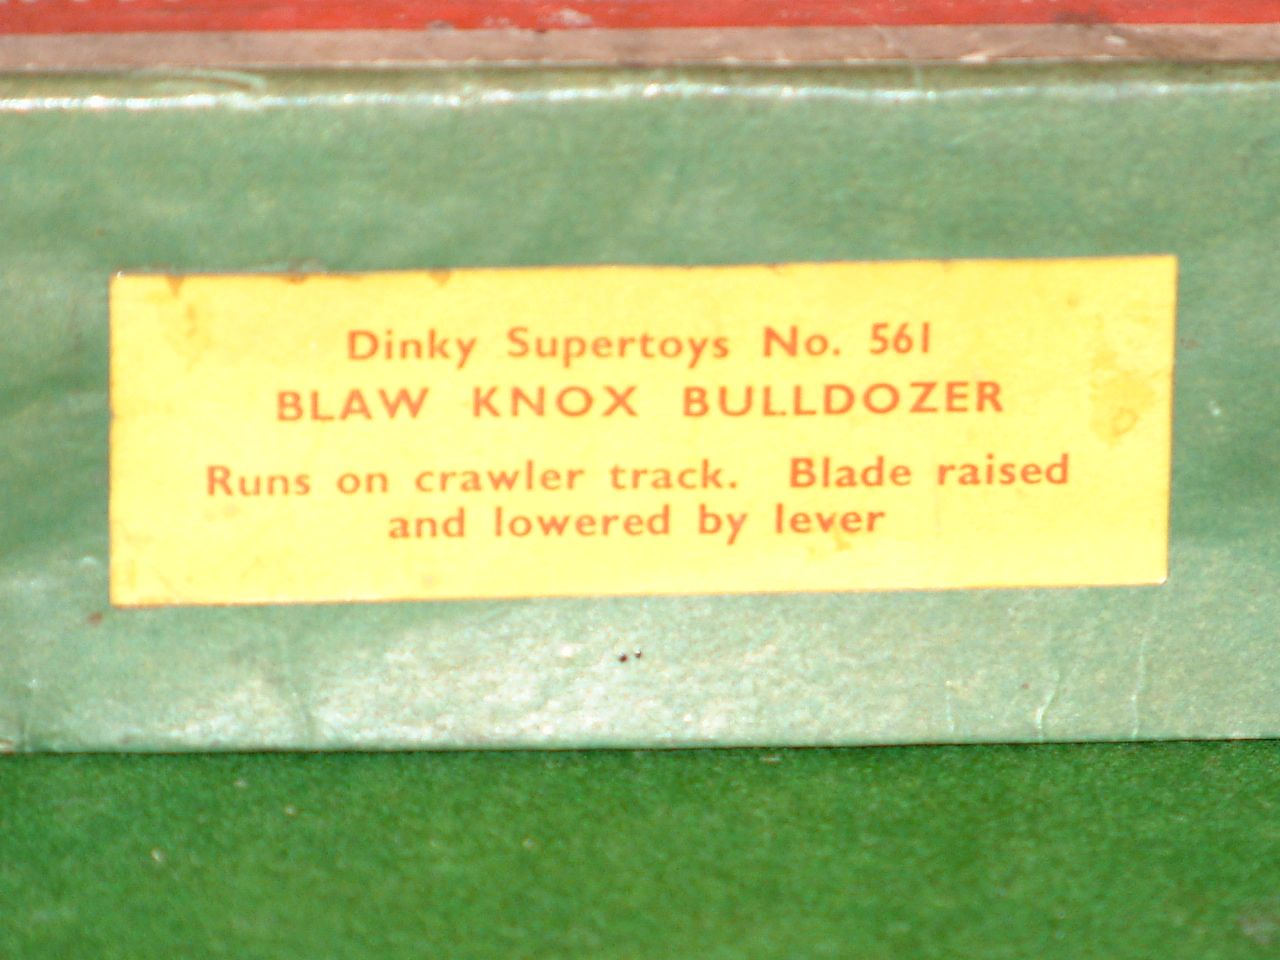 Dinky Supertoys No. 561
BLAW KNOX BULLDOZER
Runs on crawler track. Blade raised
and lowered by lever